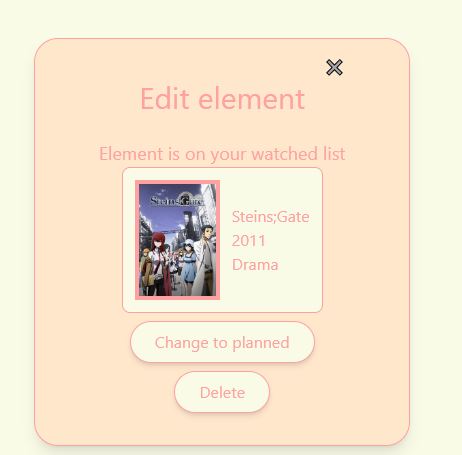 Edit element
Element is on your watched list
Steins;Gate
Steins;Gate
2011
Drama
Change to planned
Delete